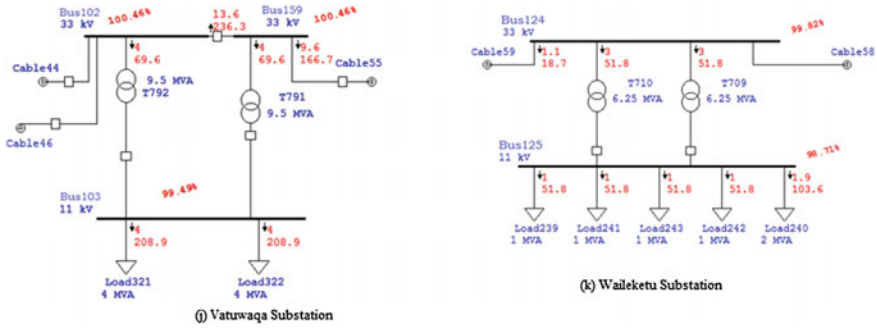 Bus102
33 kV
100.46%
13.6
236.3
Bus159
33 kV
100.46%
4
69.6
4
69.6
9.6
166.7
Cable44
9.5 MVA
T792
T791
9.5 MVA
Cable55
Cable46
Bus103
11 kV
99.49%
4
208.9
4
208.9
Load321
4 MVA
Load322
4 MVA
(j) Vatuwaqa Substation
Bus124
33 kV
99.82%
Cable59
1.1
18.7
3
51.8
3
51.8
Cable58
T710
6.25 MVA
T709
6.25 MVA
Bus125
11 kV
98.71%
1
51.8
1
51.8
1
51.8
1
51.8
1.9
103.6
Load239
1 MVA
Load241
1 MVA
Load243
1 MVA
Load242
1 MVA
Load240
2 MVA
(k) Waileketu Substation